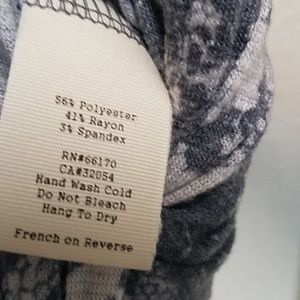 56% Polyester
41% Rayon
3% Spandex
RN#66170
CA#32054
Hand Wash Cold
Do Not Bleach
Hang To Dry
French on Reverse